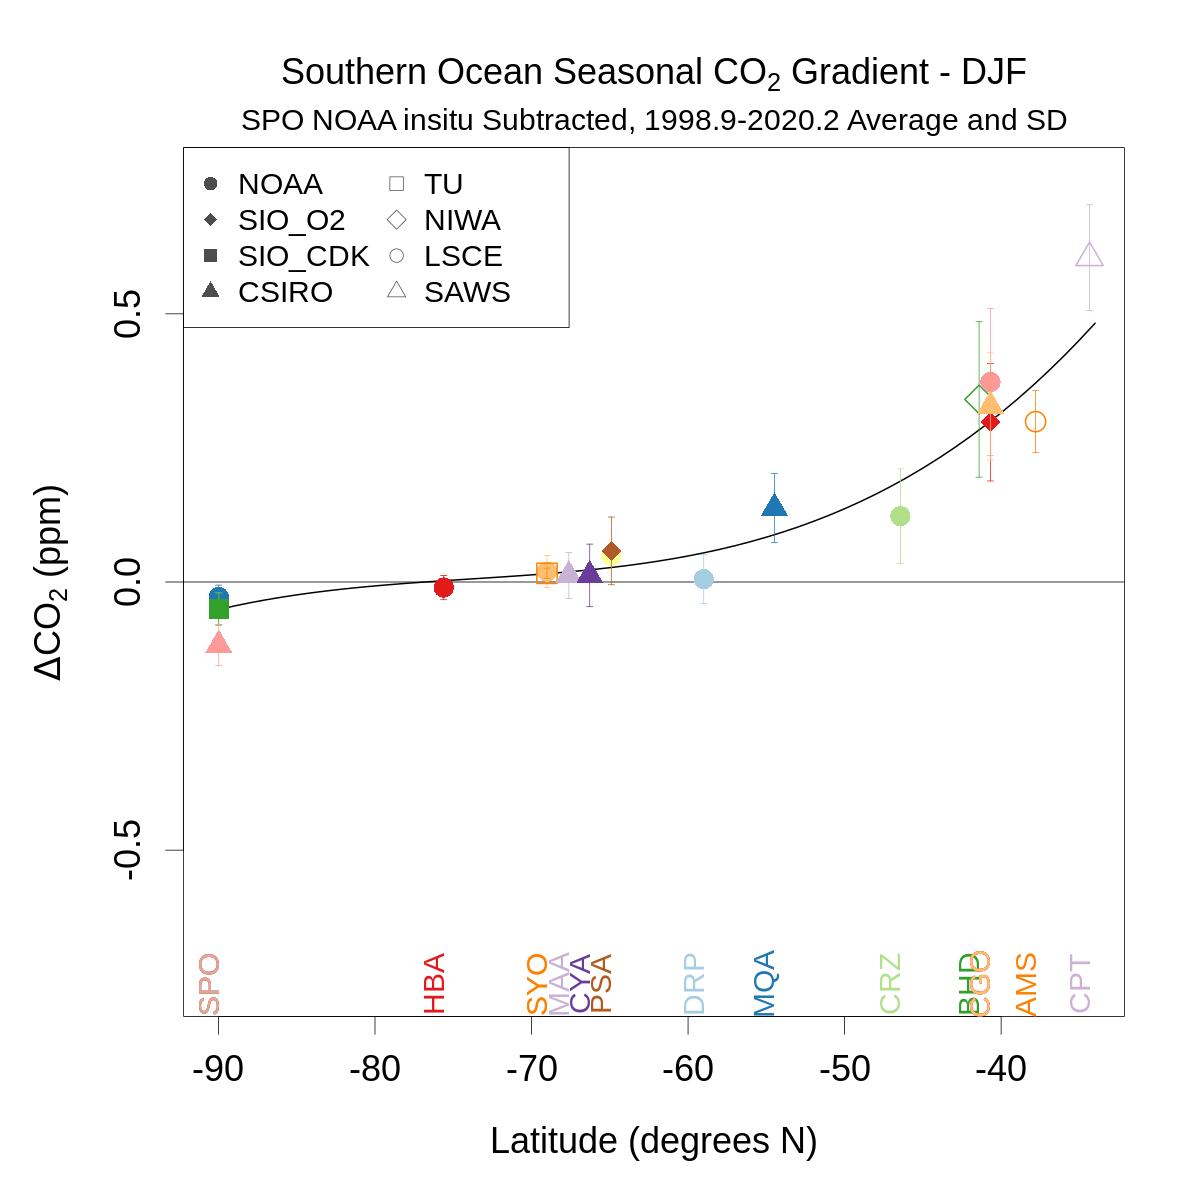 Southern Ocean Seasonal CO2 Gradient - DJF
SPO NOAA insitu Subtracted, 1998.9-2020.2 Average and SD
NOAA TU
SIO_O2 NIWA
SIO_CDK LSCE
CSIRO SAWS
0.5
0.0
-0.5
ΔCO2 (ppm)
SPO HBA SYO MAA CYA PSA DRP MQA CRZ BHD CGO AMS CPT
-90 -80 -70 -60 -50 -40
Latitude (degrees N)